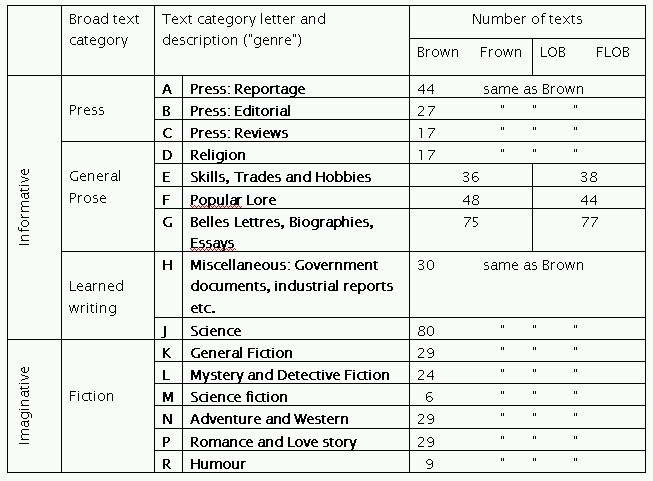 Broad text category Text category letter and description ("genre") Number of texts
Brown Frown LOB FLOB
Informative
Press
A Press: Reportage 44 same as Brown
B Press: Editorial 27 " " "
C Press: Reviews 17 " " "
General Prose
D Religion 17 " " "
E Skills, Trades and Hobbies 36 38
F Popular Lore 48 44
G Belles Lettres, Biographies, 75 77
Essays
Learned writing
H Miscellaneous: Government 30 same as Brown
documents, industrial reports
etc.
J Science 80 " " "
Imaginative
Fiction
K General Fiction 29 " " "
L Mystery and Detective Fiction 24 " " "
M Science fiction 6 " " "
N Adventure and Western 29 " " "
P Romance and Love story 29 " " "
R Humour 9 " " "